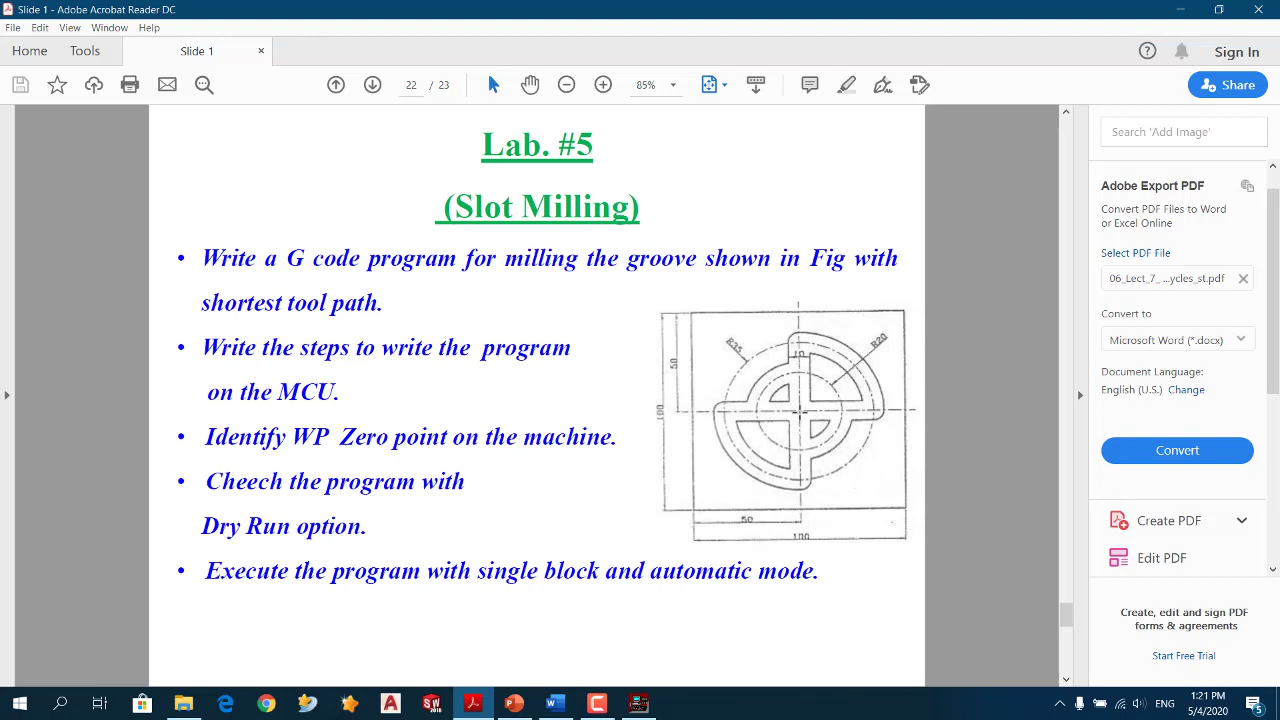 Slide 1 - Adobe Acrobat Reader DC
File Edit View Window Help
Home Tools Slide 1 × Sign In
22 / 23 85% Share
Lab. #5
(Slot Milling)
• Write a G code program for milling the groove shown in Fig with
shortest tool path.
• Write the steps to write the program
on the MCU.
• Identify WP Zero point on the machine.
• Cheech the program with
Dry Run option.
• Execute the program with single block and automatic mode.
R35
R20
10
50
100
50
100
Search 'Add Image'
Adobe Export PDF
Convert PDF Files to Word
or Excel Online
Select PDF File
06_Lect_7_ ...ycles_st.pdf
Convert to
Microsoft Word (*.docx)
Document Language:
English (U.S.) Change
Convert
Create PDF
Edit PDF
Create, edit and sign PDF
forms & agreements
Start Free Trial
ENG
1:21 PM
5/4/2020
5